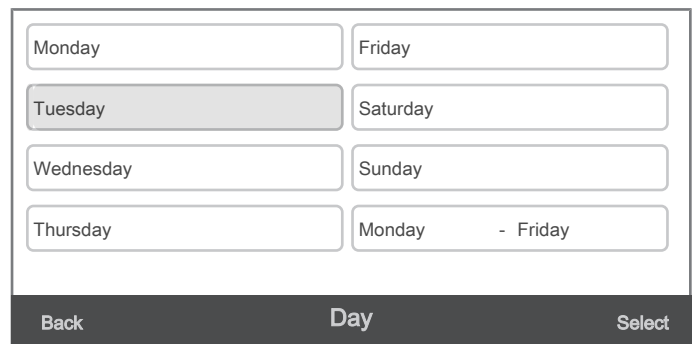 Monday
Tuesday
Wednesday
Thursday
Friday
Saturday
Sunday
Monday - Friday
Back Day Select